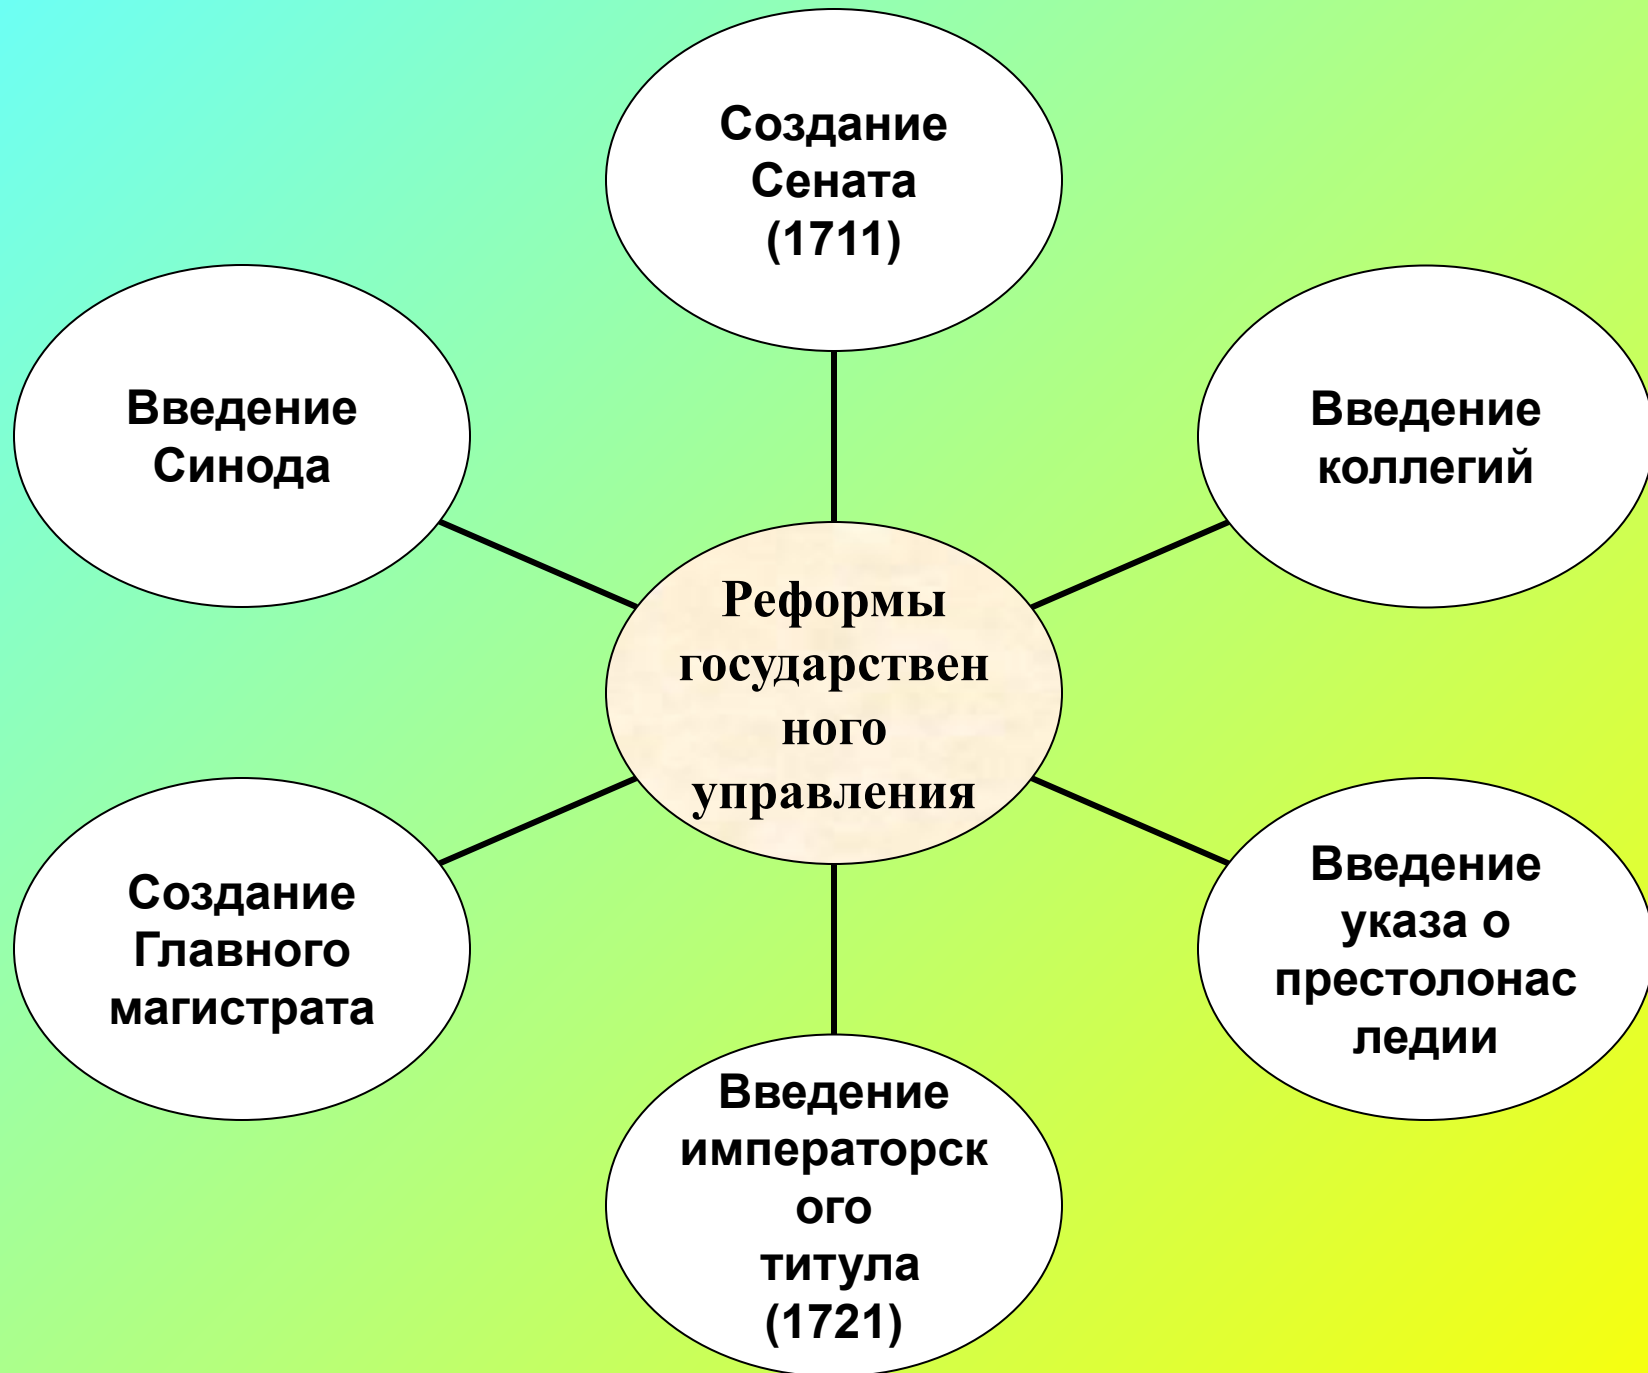 Создание
Сената
(1711)
Введение
Синода
Введение
коллегий
Реформы
государствен
ного
управления
Создание
Главного
магистрата
Введение
указа о
престолонас
ледии
Введение
императорск
ого
титула
(1721)